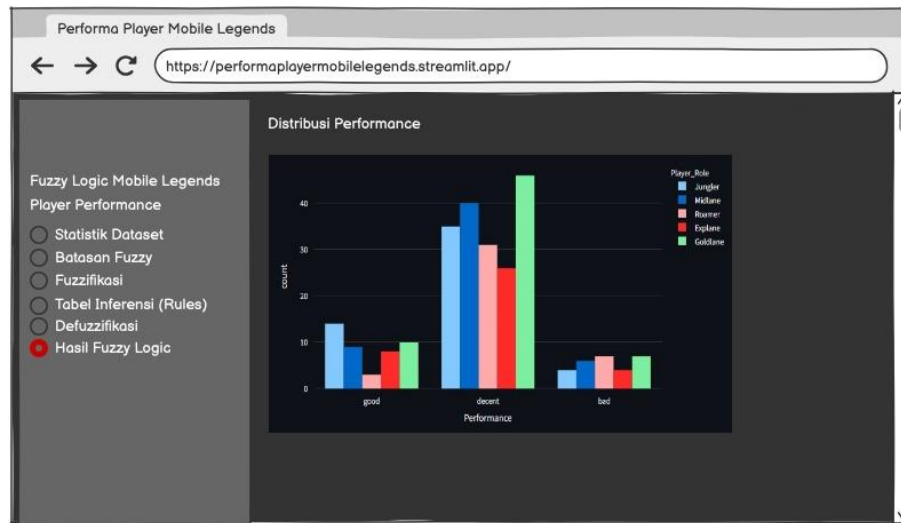 Performa Player Mobile Legends
https://performaplayermobilelegends.streamlit.app/
Fuzzy Logic Mobile Legends
Player Performance
Statistik Dataset
Batasan Fuzzy
Fuzzifikasi
Tabel Inferensi (Rules)
Defuzzifikasi
Hasil Fuzzy Logic
Distribusi Performance
Player_Role
Jungler
Midlane
Roamer
Explane
Goldlane
count
40
30
20
10
0
good decent bad
Performance